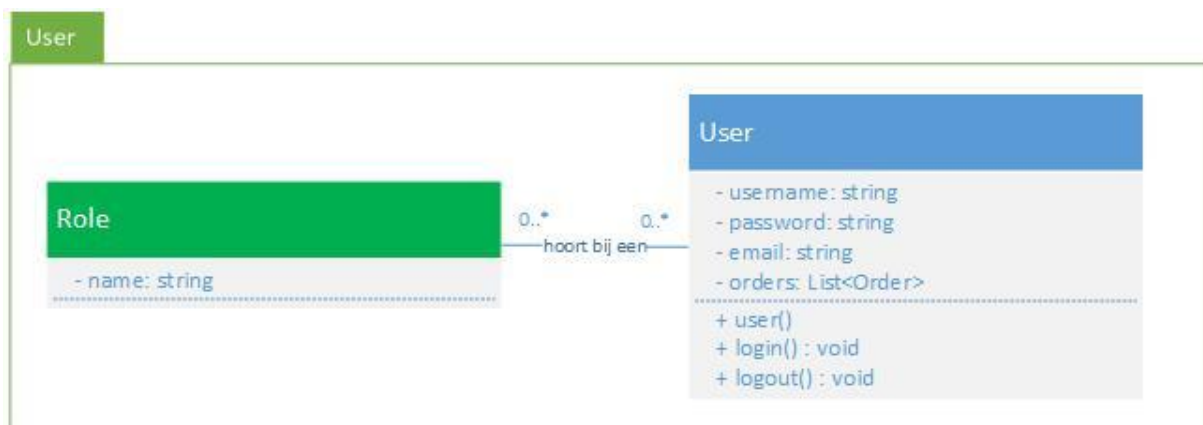 User
User
- username: string
- password: string
- email: string
- orders: List<Order>
+ user()
+ login() : void
+ logout() : void
Role
- name: string
0..*
0..*
hoort bij een